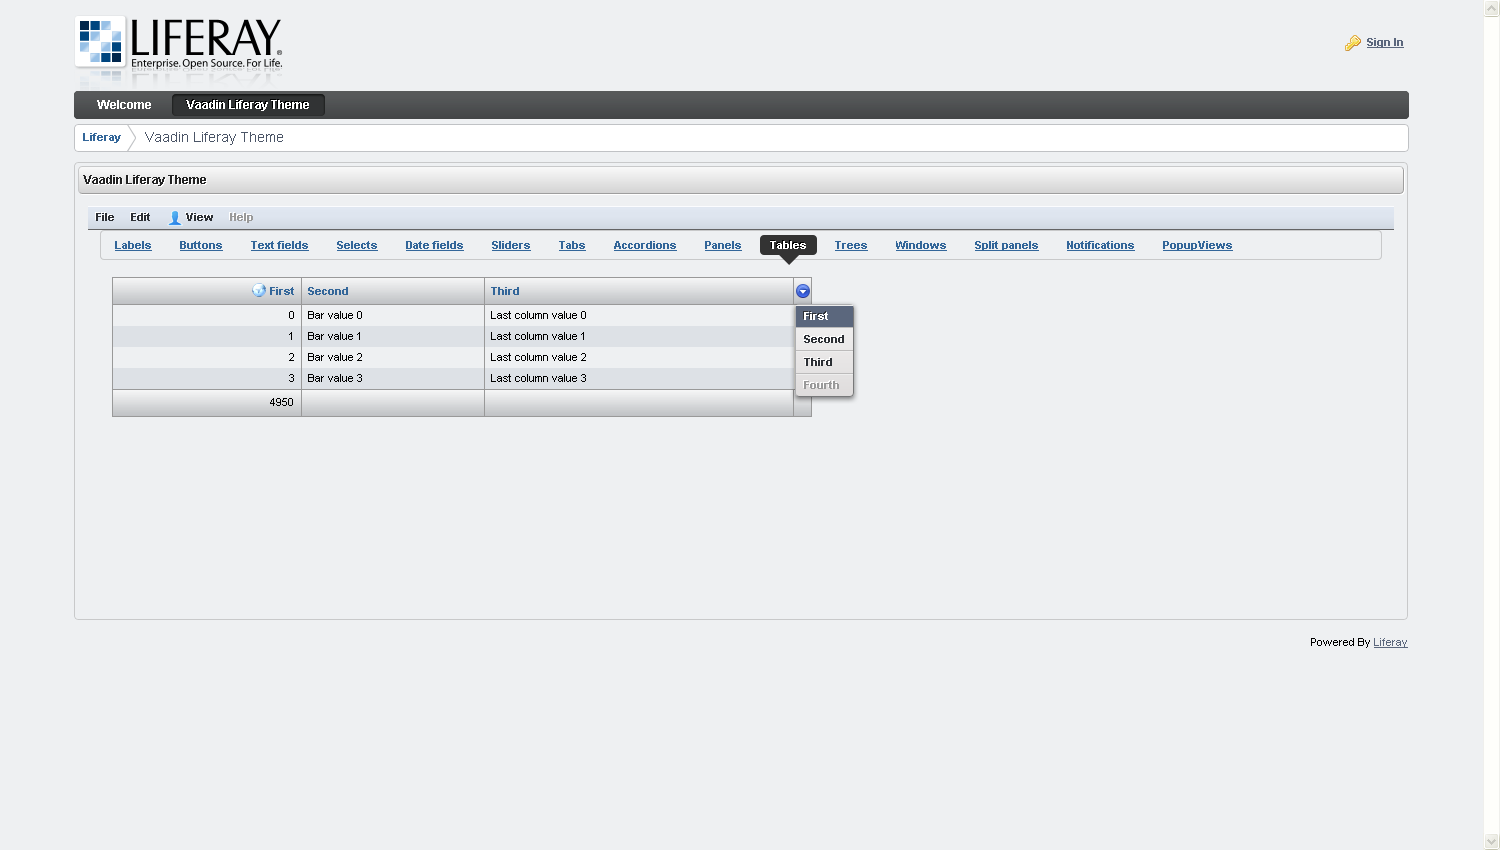 LIFERAY.
Enterprise. Open Source. For Life.
Sign In
Welcome Vaadin Liferay Theme
Liferay Vaadin Liferay Theme
Vaadin Liferay Theme
File Edit View Help
Labels Buttons Text fields Selects Date fields Sliders Tabs Accordions Panels Tables Trees Windows Split panels Notifications PopupViews
First Second Third
0 Bar value 0 Last column value 0
1 Bar value 1 Last column value 1
2 Bar value 2 Last column value 2
3 Bar value 3 Last column value 3
4950
First
Second
Third
Fourth
Powered By Liferay